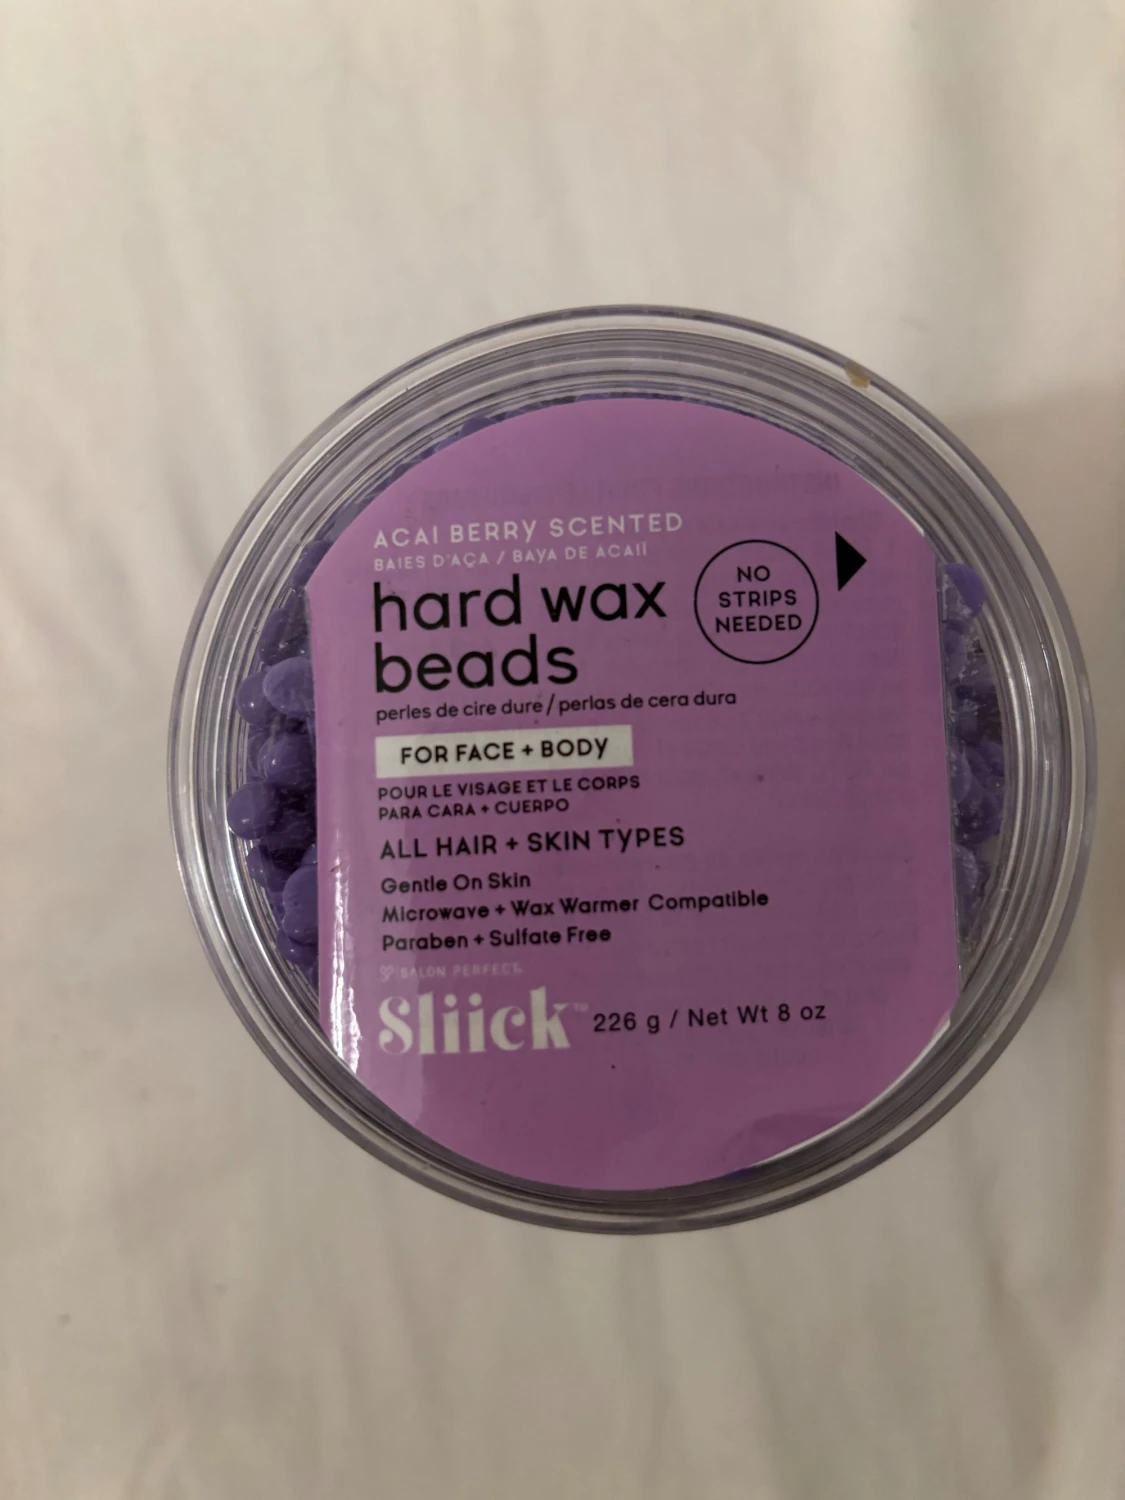 ACAI BERRY SCENTED
BAIES D'AÇA / BAYA DE ACAII
hard wax
beads
NO
STRIPS
NEEDED
perles de cire dure / perlas de cera dura
FOR FACE + BODY
POUR LE VISAGE ET LE CORPS
PARA CARA + CUERPO
ALL HAIR + SKIN TYPES
Gentle On Skin
Microwave + Wax Warmer Compatible
Paraben + Sulfate Free
SALON PERFECT.
Sliick™ 226 g / Net Wt 8 oz